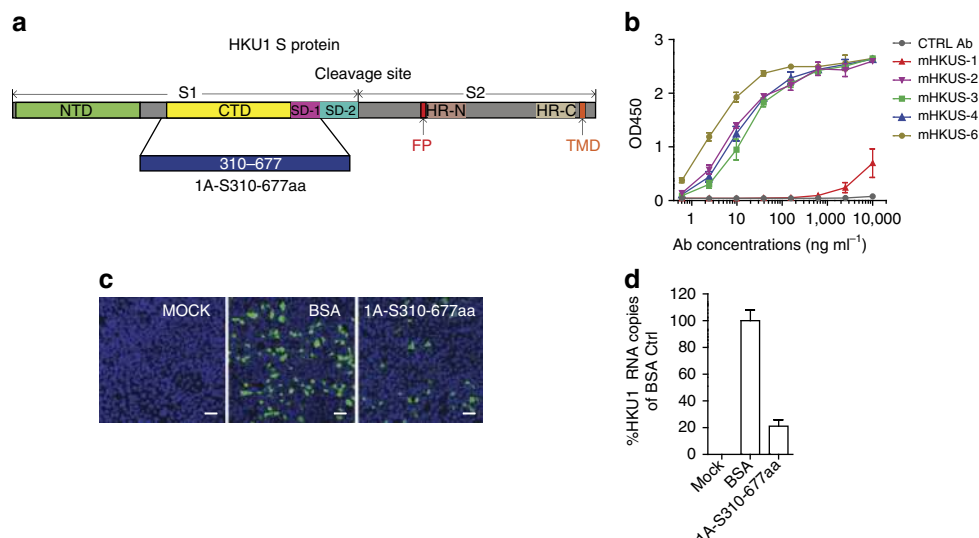 a
HKU1 S protein
Cleavage site
S1
S2
NTD
CTD
SD-1
SD-2
HR-N
HR-C
FP
TMD
310–677
1A-S310-677aa
b
3
2
1
0
OD450
1
10
100
1,000
10,000
Ab concentrations (ng ml⁻¹)
CTRL Ab
mHKUS-1
mHKUS-2
mHKUS-3
mHKUS-4
mHKUS-6
c
MOCK
BSA
1A-S310-677aa
d
%HKU1 RNA copies
of BSA Ctrl
120
100
80
60
40
20
0
Mock
BSA
1A-S310-677aa